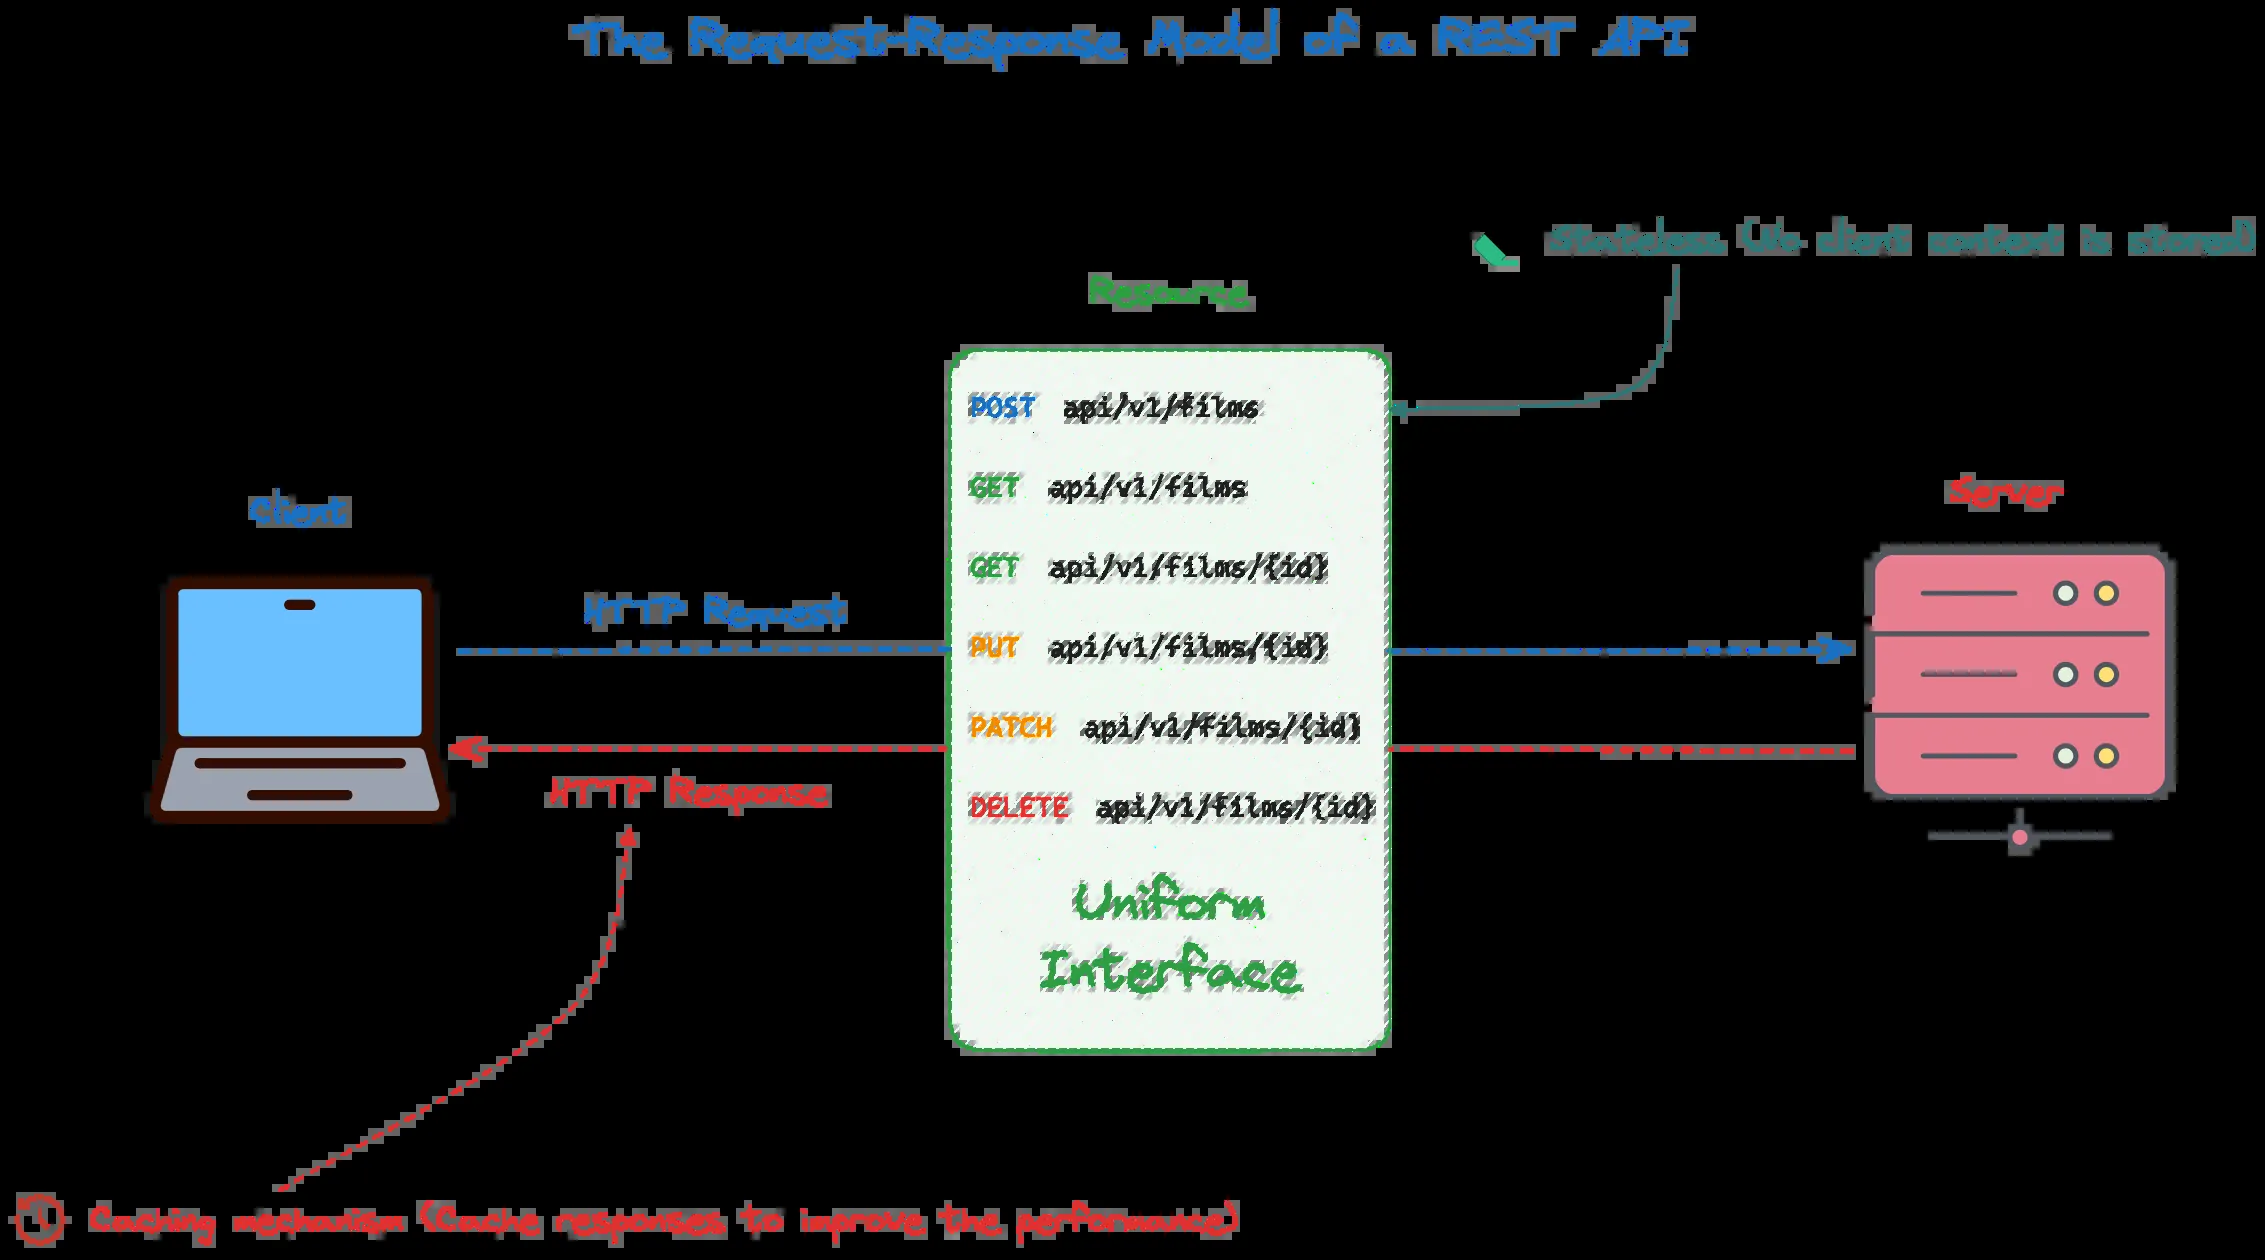 The Request-Response Model of a REST API
Stateless (No client context is stored)
Resource
POST api/v1/films
GET api/v1/films
GET api/v1/films/{id}
PUT api/v1/films/{id}
PATCH api/v1/films/{id}
DELETE api/v1/films/{id}
Uniform
Interface
Client
HTTP Request
HTTP Response
Server
Caching mechanism (Cache responses to improve the performance)